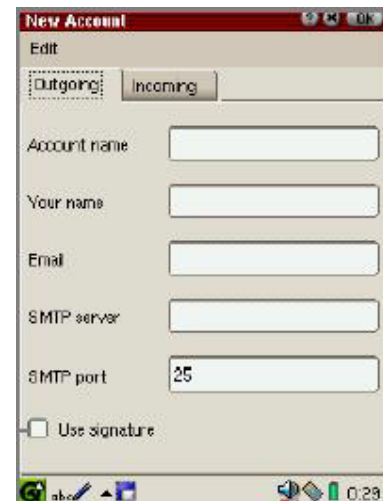 New Account ? OK
Edit
Outgoing Incoming
Account name
Your name
Email
SMTP server
SMTP port 25
Use signature
abc 0:28